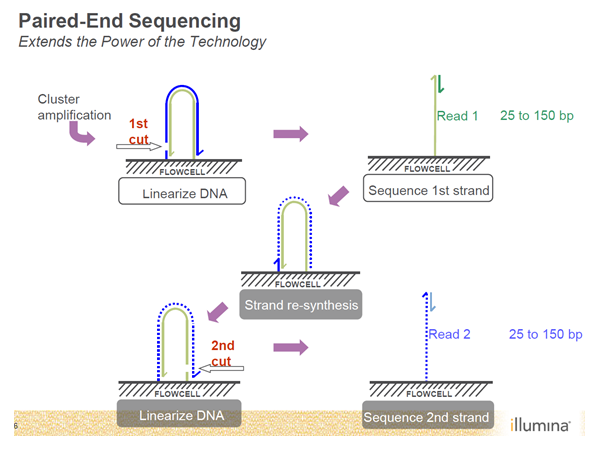 Paired-End Sequencing
Extends the Power of the Technology
Cluster
amplification
1st
cut
FLOWCELL
Linearize DNA
Read 1
25 to 150 bp
FLOWCELL
Sequence 1st strand
FLOWCELL
Strand re-synthesis
2nd
cut
FLOWCELL
Linearize DNA
Read 2
25 to 150 bp
FLOWCELL
Sequence 2nd strand
6
illumina®